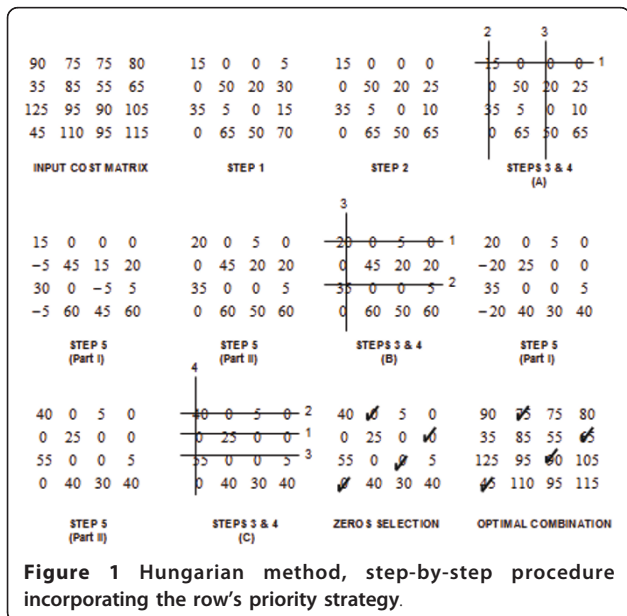 90 75 75 80
35 85 55 65
125 95 90 105
45 110 95 115
INPUT COST MATRIX
15 0 0 5
0 50 20 30
35 5 0 15
0 65 50 70
STEP 1
15 0 0 0
0 50 20 25
35 5 0 10
0 65 50 65
STEP 2
2 3
15 0 0 0 1
0 50 20 25
35 5 0 10
0 65 50 65
STEPS 3 & 4
(A)
15 0 0 0
-5 45 15 20
30 0 -5 5
-5 60 45 60
STEP 5
(Part I)
20 0 5 0
0 45 20 20
35 0 0 5
0 60 50 60
STEP 5
(Part II)
3
20 0 5 0 1
0 45 20 20
35 0 0 5 2
0 60 50 60
STEPS 3 & 4
(B)
20 0 5 0
-20 25 0 0
35 0 0 5
-20 40 30 40
STEP 5
(Part I)
40 0 5 0
0 25 0 0
55 0 0 5
0 40 30 40
STEP 5
(Part II)
4
40 0 5 0 2
0 25 0 0 1
55 0 0 5 3
0 40 30 40
STEPS 3 & 4
(C)
40 0 5 0
0 25 0 0
55 0 0 5
0 40 30 40
ZEROS SELECTION
90 75 75 80
35 85 55 65
125 95 90 105
45 110 95 115
OPTIMAL COMBINATION
Figure 1 Hungarian method, step-by-step procedure
incorporating the row's priority strategy.